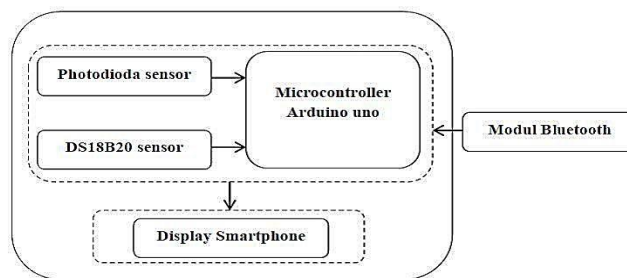 Photodioda sensor
Microcontroller
Arduino uno
DS18B20 sensor
Modul Bluetooth
Display Smartphone